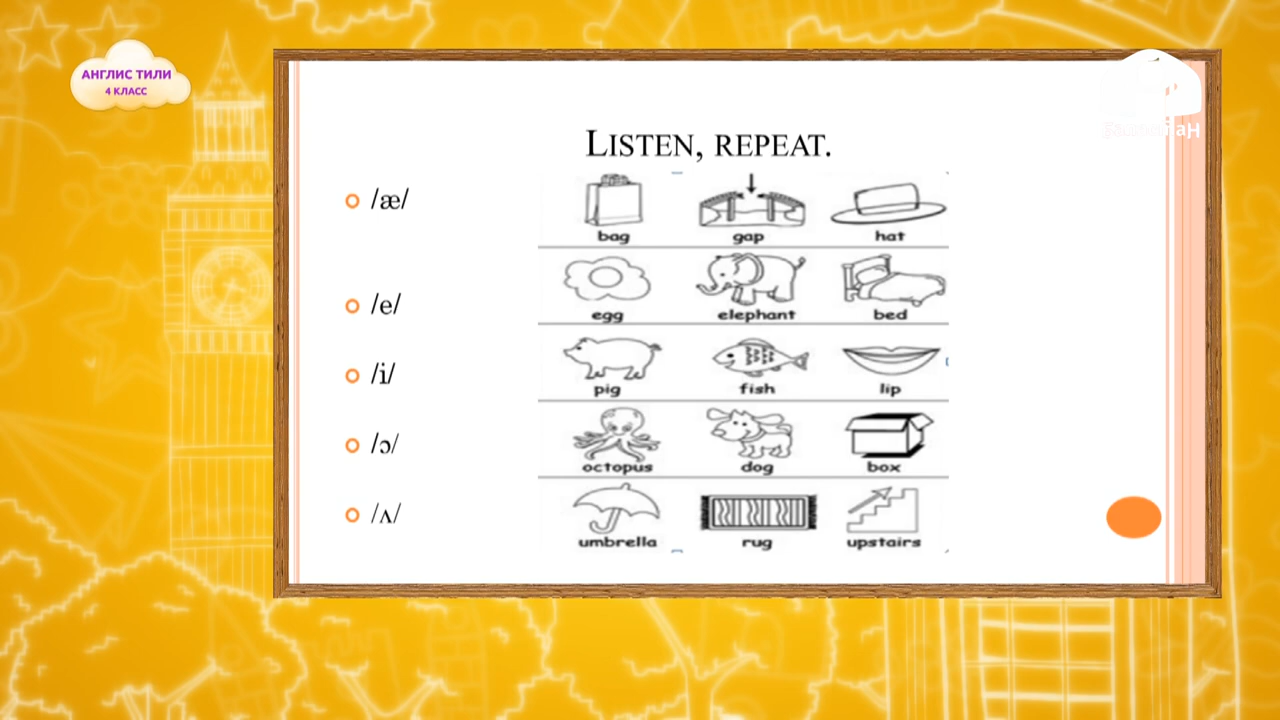 АНГЛИС ТИЛИ
4 КЛАСС
LISTEN, REPEAT.
/æ/
bag gap hat
/e/
egg elephant bed
/i/
pig fish lip
/ɔ/
octopus dog box
/ʌ/
umbrella rug upstairs